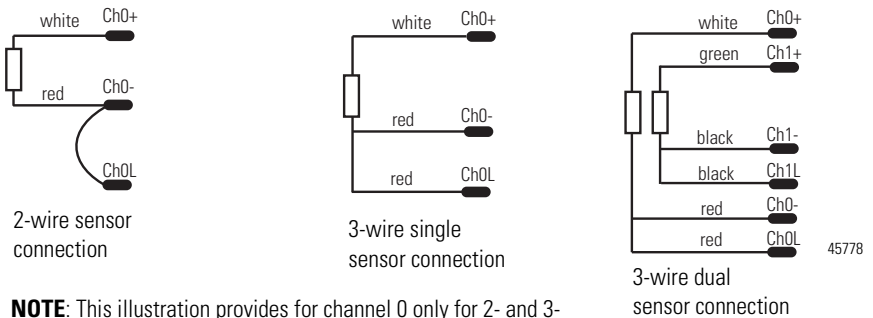 white Ch0+
red Ch0-
Ch0L
2-wire sensor
connection
white Ch0+
red Ch0-
red Ch0L
3-wire single
sensor connection
white Ch0+
green Ch1+
black Ch1-
black Ch1L
red Ch0-
red Ch0L
45778
3-wire dual
sensor connection
NOTE: This illustration provides for channel 0 only for 2- and 3-